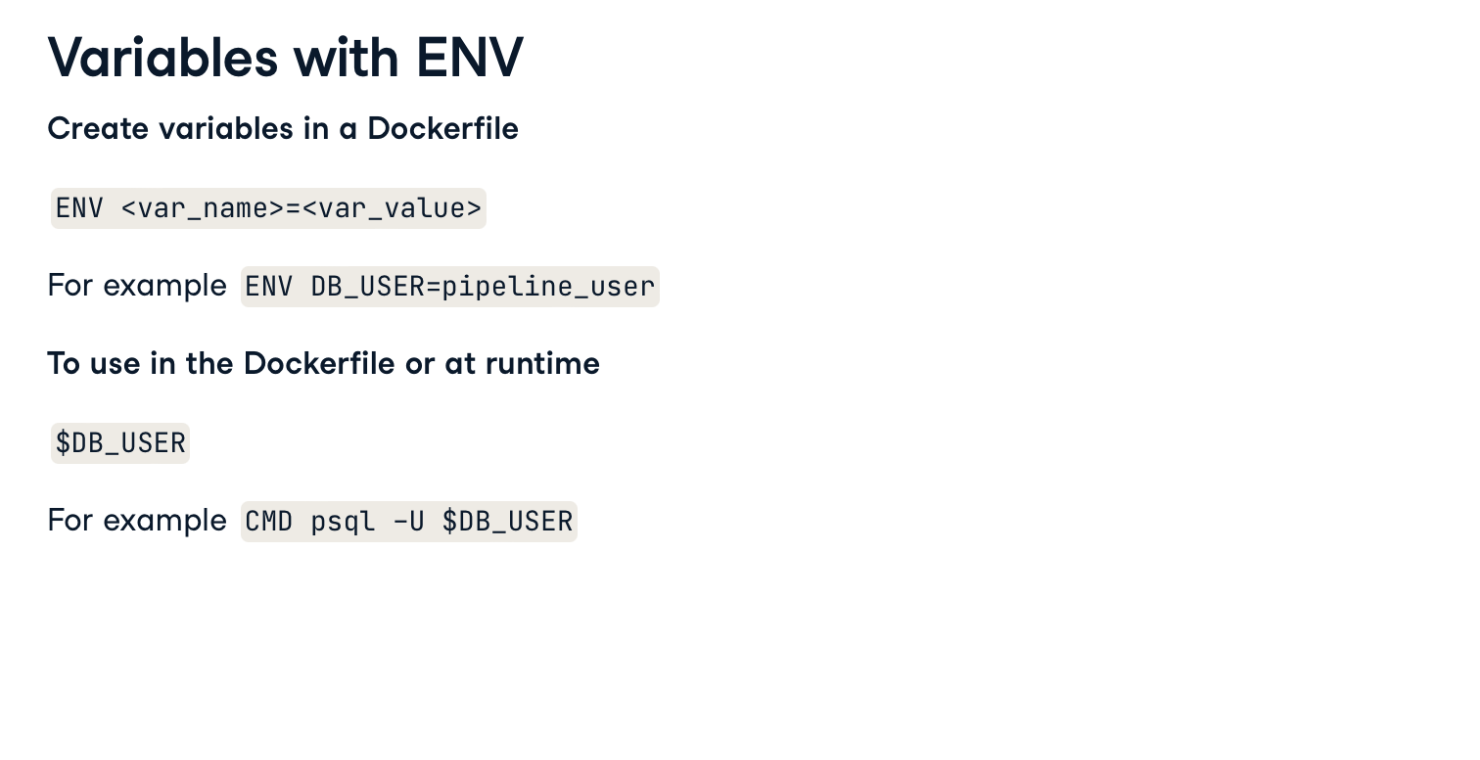 Variables with ENV
Create variables in a Dockerfile
ENV <var_name>=<var_value>
For example ENV DB_USER=pipeline_user
To use in the Dockerfile or at runtime
$DB_USER
For example CMD psql -U $DB_USER